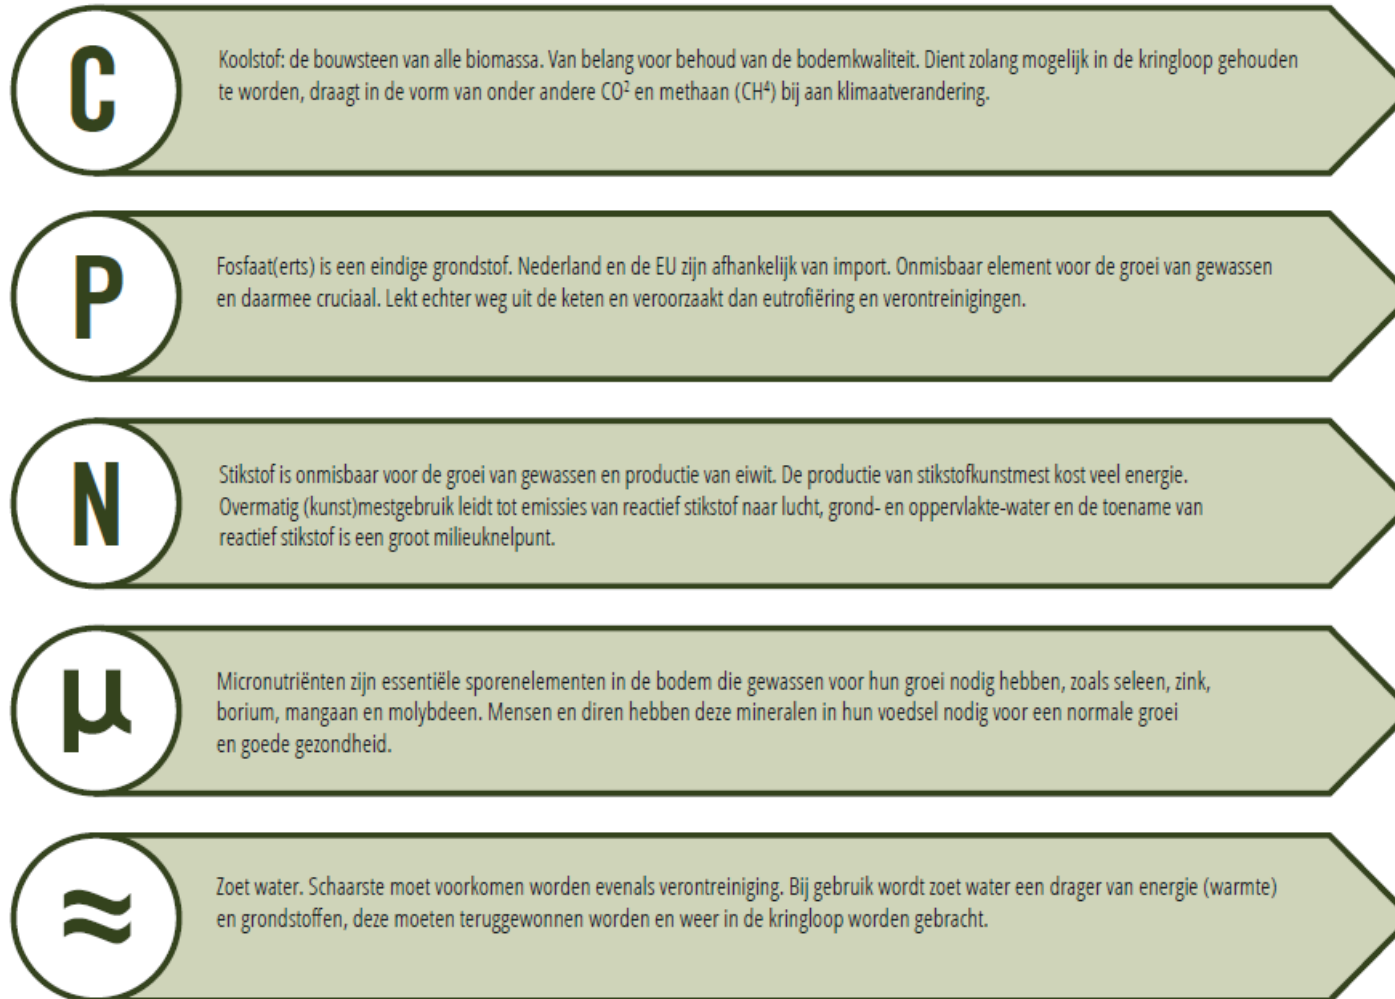 C
Koolstof: de bouwsteen van alle biomassa. Van belang voor behoud van de bodemkwaliteit. Dient zolang mogelijk in de kringloop gehouden
te worden, draagt in de vorm van onder andere CO² en methaan (CH⁴) bij aan klimaatverandering.
P
Fosfaat(erts) is een eindige grondstof. Nederland en de EU zijn afhankelijk van import. Onmisbaar element voor de groei van gewassen
en daarmee cruciaal. Lekt echter weg uit de keten en veroorzaakt dan eutrofiëring en verontreinigingen.
N
Stikstof is onmisbaar voor de groei van gewassen en productie van eiwit. De productie van stikstofkunstmest kost veel energie.
Overmatig (kunst)mestgebruik leidt tot emissies van reactief stikstof naar lucht, grond- en oppervlakte-water en de toename van
reactief stikstof is een groot milieuknelpunt.
µ
Micronutriënten zijn essentiële sporenelementen in de bodem die gewassen voor hun groei nodig hebben, zoals seleen, zink,
borium, mangaan en molybdeen. Mensen en diren hebben deze mineralen in hun voedsel nodig voor een normale groei
en goede gezondheid.
≈
Zoet water. Schaarste moet voorkomen worden evenals verontreiniging. Bij gebruik wordt zoet water een drager van energie (warmte)
en grondstoffen, deze moeten teruggewonnen worden en weer in de kringloop worden gebracht.